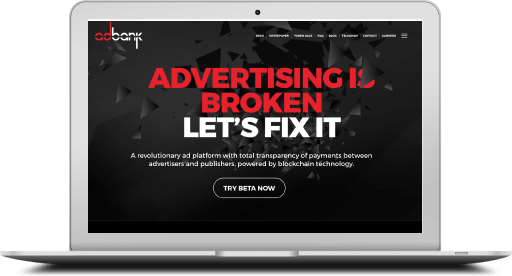 adbank
DECK WHITEPAPER TOKEN SALE FAQ BLOG TELEGRAM CONTACT CAREERS
ADVERTISING IS
BROKEN
LET'S FIX IT
A revolutionary ad platform with total transparency of payments between
advertisers and publishers, powered by blockchain technology.
TRY BETA NOW